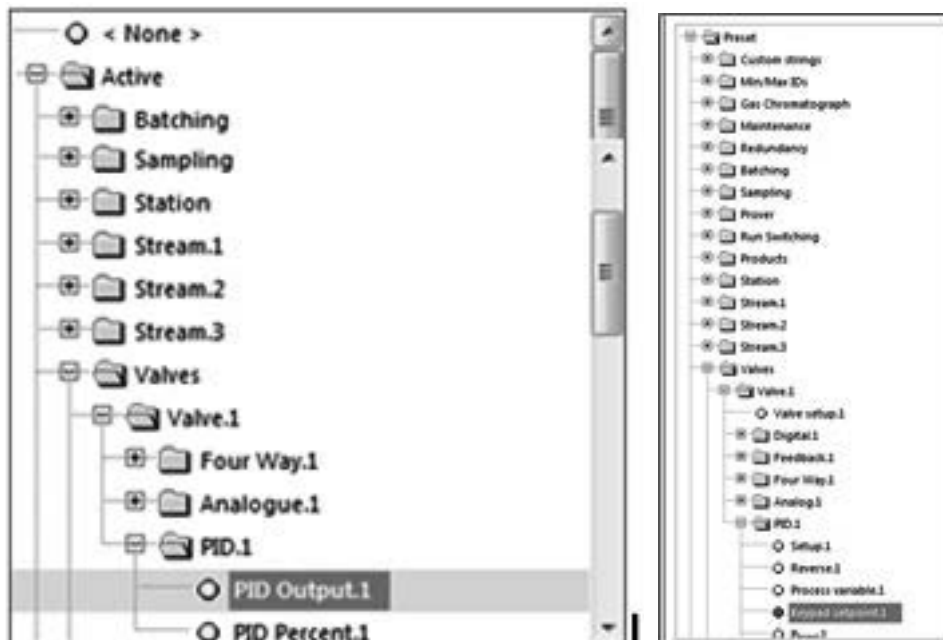 < None >
Active
Batching
Sampling
Station
Stream.1
Stream.2
Stream.3
Valves
Valve.1
Four Way.1
Analogue.1
PID.1
PID Output.1
PID Percent.1
Preset
Custom strings
Min/Max IDs
Gas Chromatograph
Maintenance
Redundancy
Batching
Sampling
Prover
Run Switching
Products
Station
Stream.1
Stream.2
Stream.3
Valves
Valve.1
Valve setup.1
Digital.1
Feedback.1
Four Way.1
Analog.1
PID.1
Setup.1
Reverse.1
Process variable.1
Keypad setpoint.1